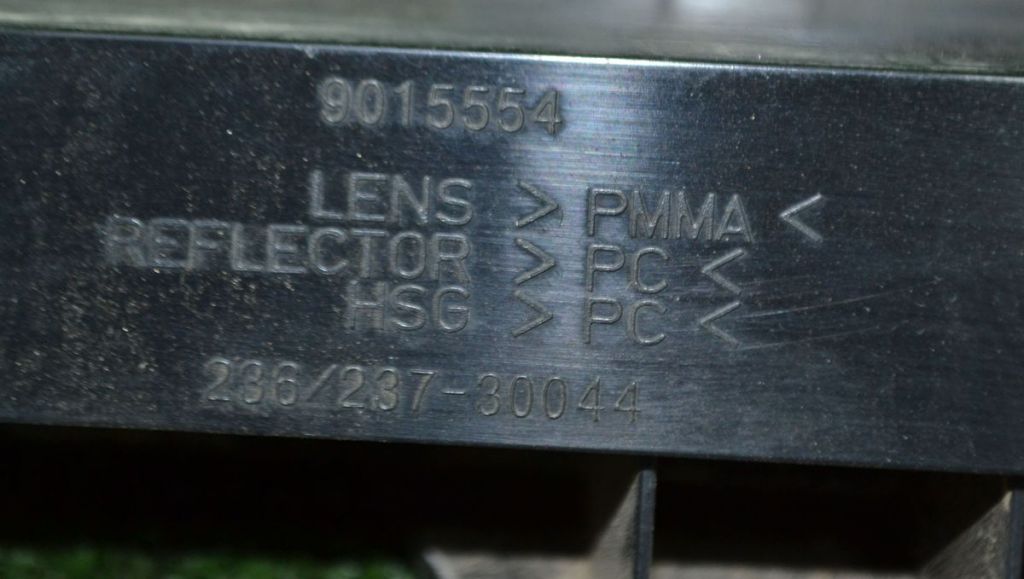 9015554
LENS > PMMA <
REFLECTOR > PC <
HSG > PC <
236/237-30044